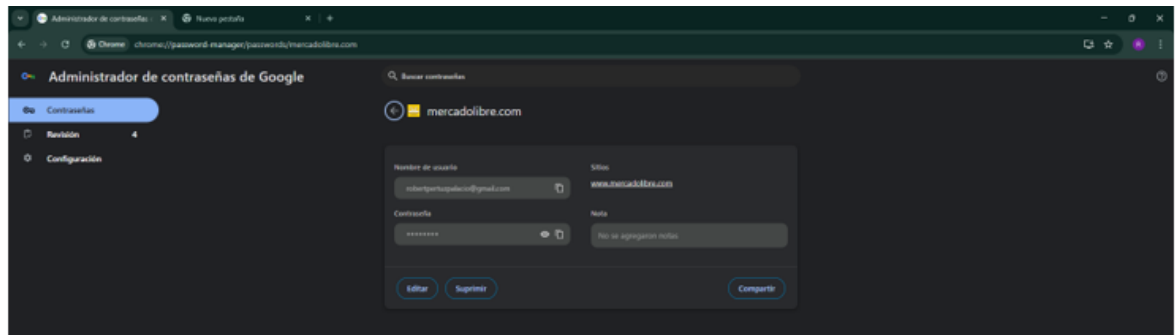 Administrador de contraseñas - Nueva pestaña
Chrome chrome://password-manager/passwords/mercadolibre.com
Administrador de contraseñas de Google
Buscar contraseñas
Contraseñas
Revisión 4
Configuración
mercadolibre.com
Nombre de usuario Sitios
robertpertuzpalacio@gmail.com www.mercadolibre.com
Contraseña Nota
•••••••• No se agregaron notas
Editar Suprimir Compartir